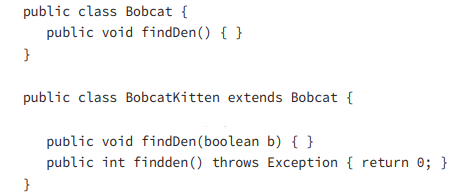 public class Bobcat {
public void findDen() { }
}
public class BobcatKitten extends Bobcat {
public void findDen(boolean b) { }
public int findden() throws Exception { return 0; }
}